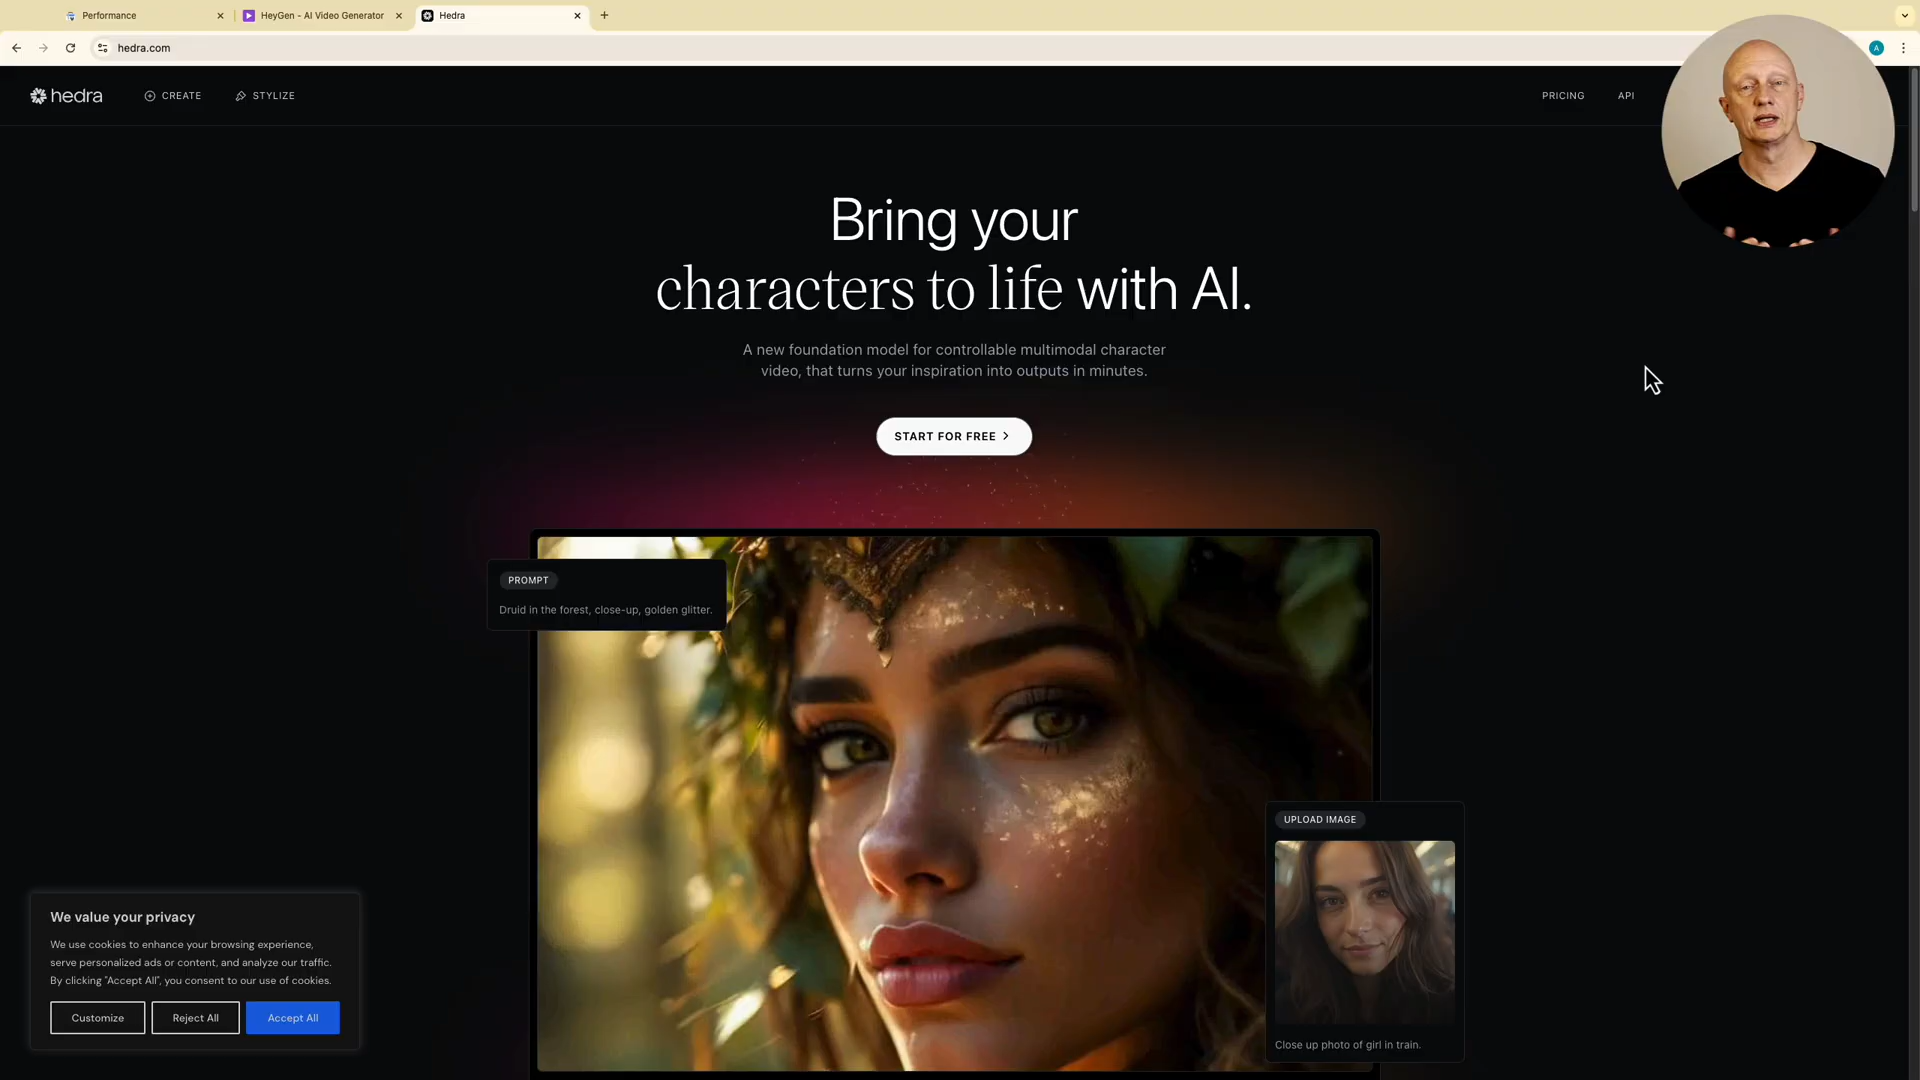 Performance
HeyGen - AI Video Generator
Hedra
hedra.com
A
hedra
CREATE
STYLIZE
PRICING
API
Bring your
characters to life with AI.
A new foundation model for controllable multimodal character
video, that turns your inspiration into outputs in minutes.
START FOR FREE
PROMPT
Druid in the forest, close-up, golden glitter.
UPLOAD IMAGE
Close up photo of girl in train.
We value your privacy
We use cookies to enhance your browsing experience,
serve personalized ads or content, and analyze our traffic.
By clicking "Accept All", you consent to our use of cookies.
Customize
Reject All
Accept All